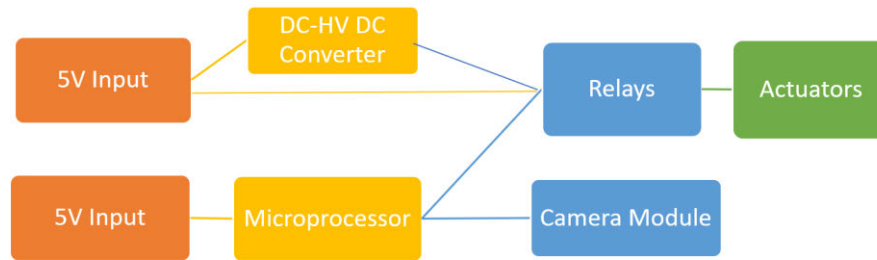 DC-HV DC
Converter
5V Input
Relays
Actuators
5V Input
Microprocessor
Camera Module